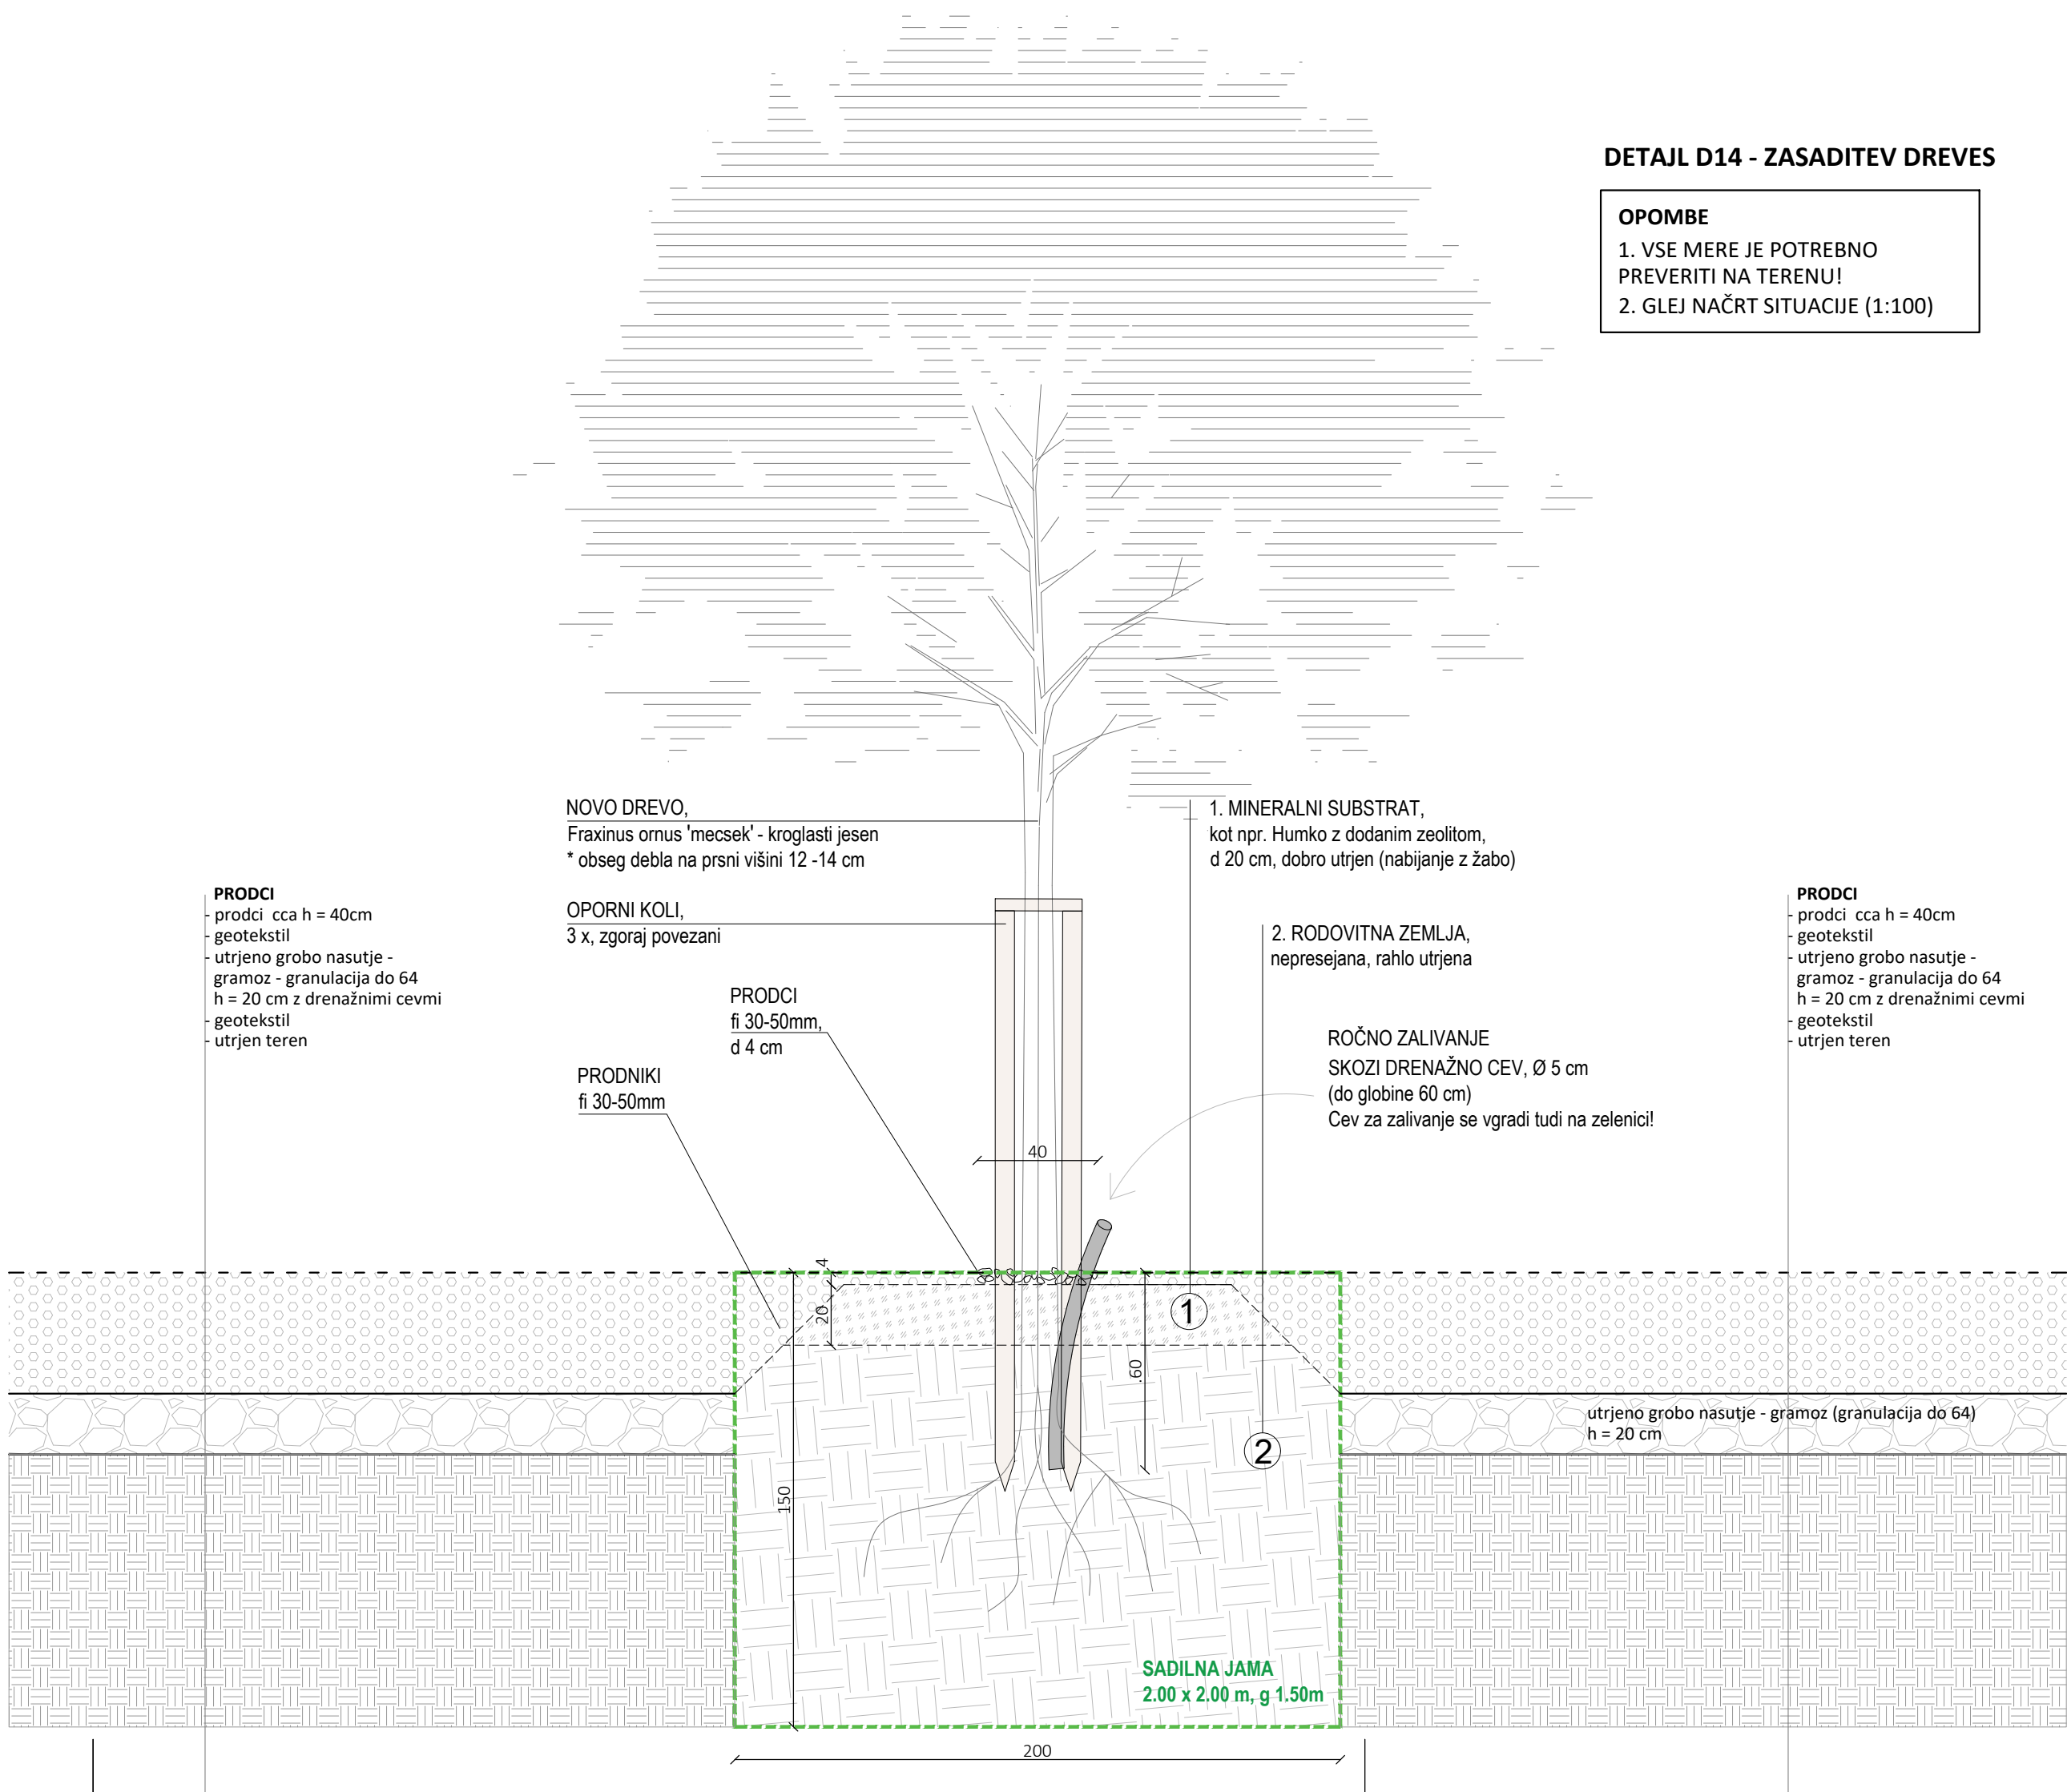 DETAJL D14 - ZASADITEV DREVES
OPOMBE
1. VSE MERE JE POTREBNO
PREVERITI NA TERENU!
2. GLEJ NAČRT SITUACIJE (1:100)
NOVO DREVO,
Fraxinus ornus 'mecsek' - kroglasti jesen
* obseg debla na prsni višini 12 -14 cm
1. MINERALNI SUBSTRAT,
kot npr. Humko z dodanim zeolitom,
d 20 cm, dobro utrjen (nabijanje z žabo)
PRODCI
- prodci cca h = 40cm
- geotekstil
- utrjeno grobo nasutje -
gramoz - granulacija do 64
h = 20 cm z drenažnimi cevmi
- geotekstil
- utrjen teren
OPORNI KOLI,
3 x, zgoraj povezani
2. RODOVITNA ZEMLJA,
nepresejana, rahlo utrjena
PRODCI
- prodci cca h = 40cm
- geotekstil
- utrjeno grobo nasutje -
gramoz - granulacija do 64
h = 20 cm z drenažnimi cevmi
- geotekstil
- utrjen teren
PRODCI
fi 30-50mm,
d 4 cm
ROČNO ZALIVANJE
SKOZI DRENAŽNO CEV, Ø 5 cm
(do globine 60 cm)
Cev za zalivanje se vgradi tudi na zelenici!
PRODNIKI
fi 30-50mm
40
4
20
1
.60
2
150
utrjeno grobo nasutje - gramoz (granulacija do 64)
h = 20 cm
SADILNA JAMA
2.00 x 2.00 m, g 1.50m
200